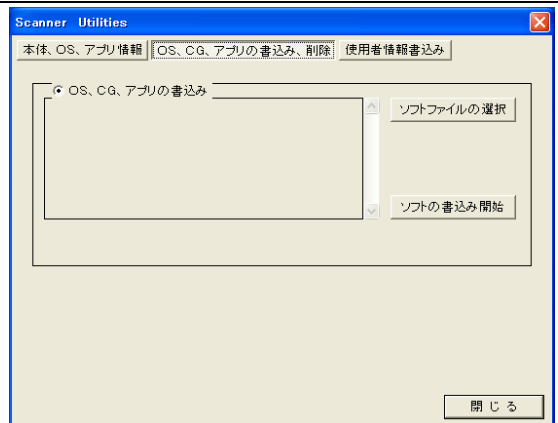 Scanner Utilities
本体、OS、アプリ情報 OS、CG、アプリの書込み、削除 使用者情報書込み
OS、CG、アプリの書込み
ソフトファイルの選択
ソフトの書込み開始
閉じる